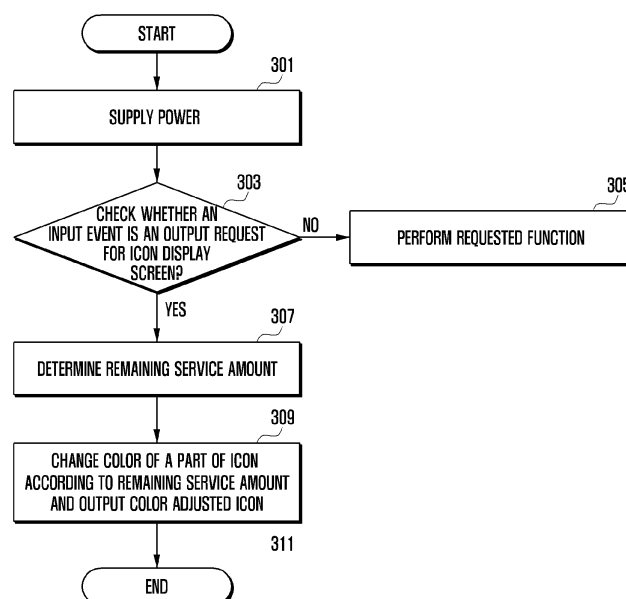 START
301
SUPPLY POWER
303
CHECK WHETHER AN
INPUT EVENT IS AN OUTPUT REQUEST
FOR ICON DISPLAY
SCREEN?
NO
305
PERFORM REQUESTED FUNCTION
YES
307
DETERMINE REMAINING SERVICE AMOUNT
309
CHANGE COLOR OF A PART OF ICON
ACCORDING TO REMAINING SERVICE AMOUNT
AND OUTPUT COLOR ADJUSTED ICON
311
END